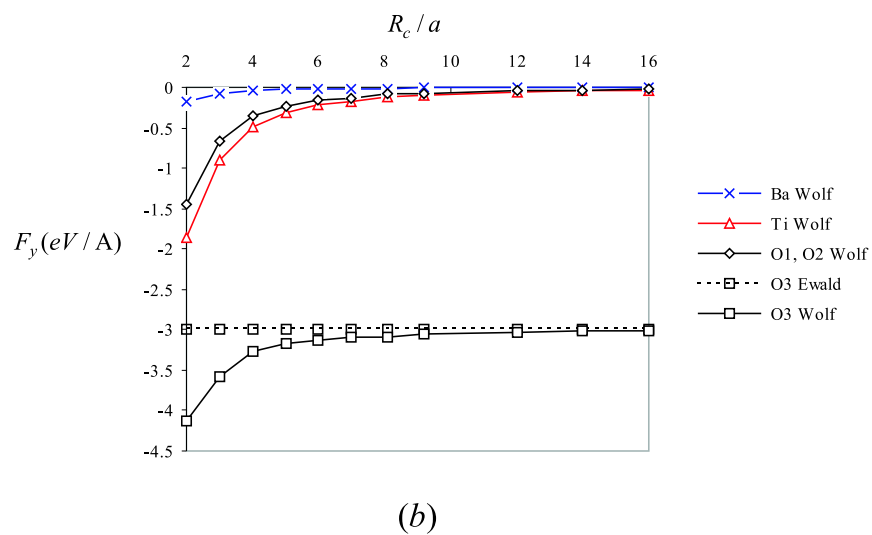 R_c / a
2 4 6 8 10 12 14 16
0
-0.5
-1
-1.5
-2
-2.5
-3
-3.5
-4
-4.5
F_y (eV / A)
Ba Wolf
Ti Wolf
O1, O2 Wolf
O3 Ewald
O3 Wolf
(b)